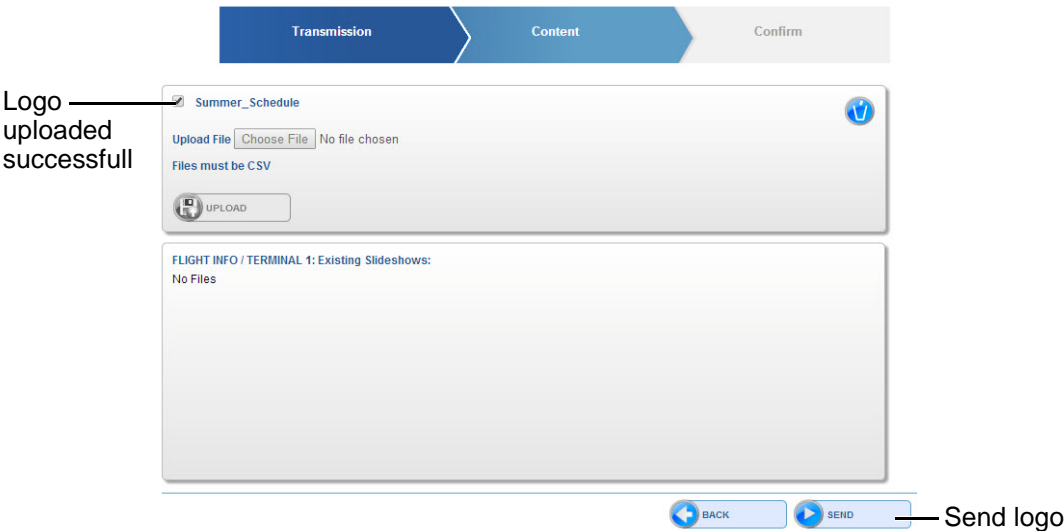 Transmission
Content
Confirm
Logo
uploaded
successfull
Summer_Schedule
Upload File Choose File No file chosen
Files must be CSV
UPLOAD
FLIGHT INFO / TERMINAL 1: Existing Slideshows:
No Files
BACK
SEND
Send logo